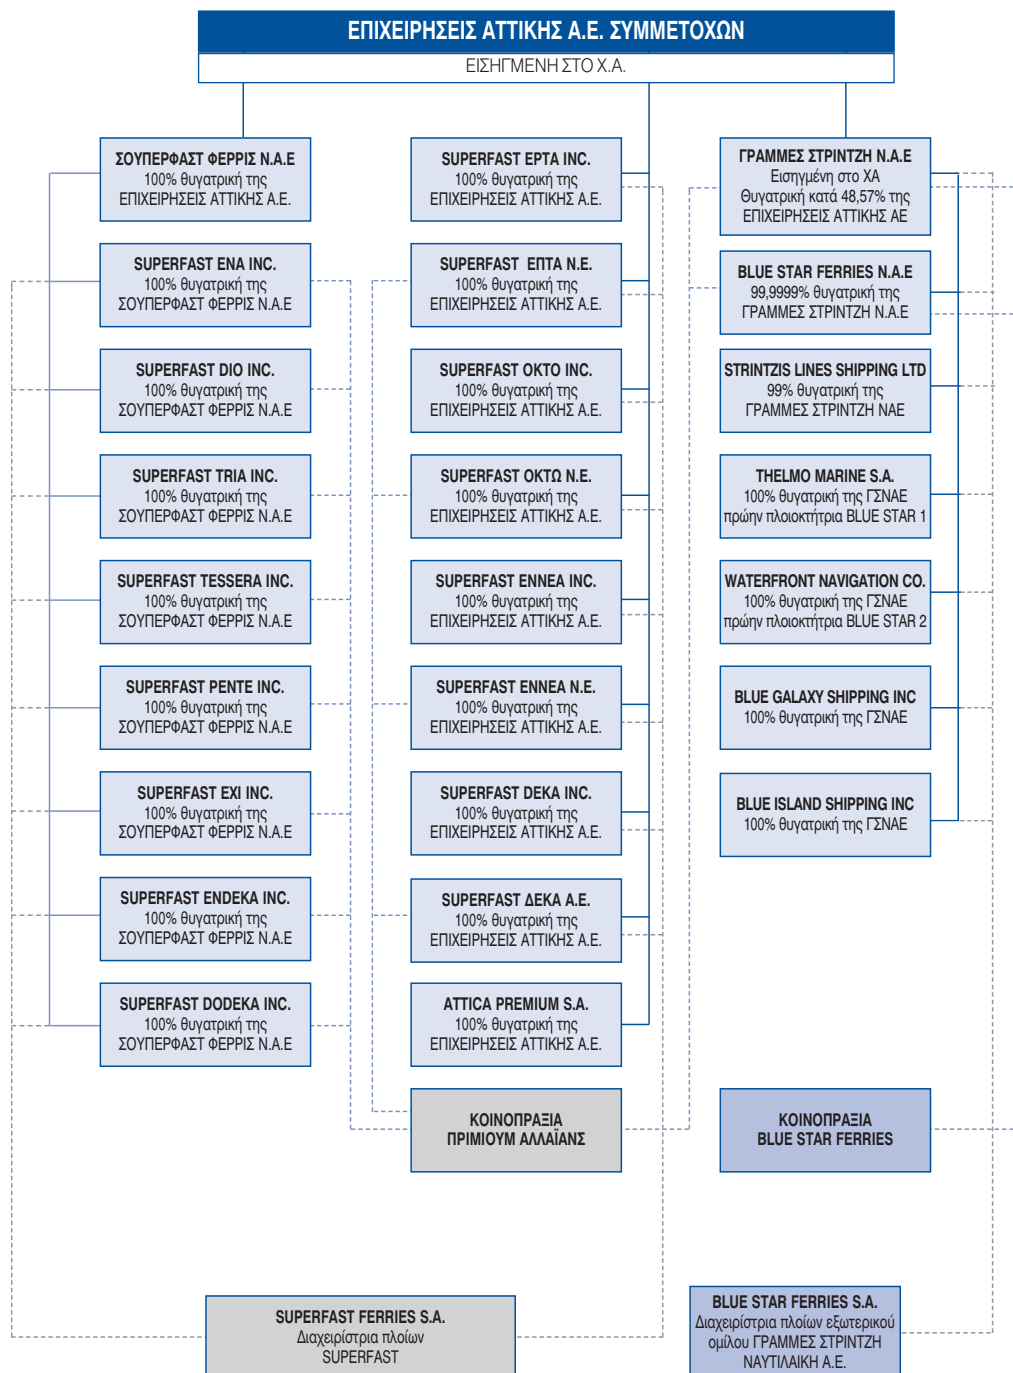 ΕΠΙΧΕΙΡΗΣΕΙΣ ΑΤΤΙΚΗΣ Α.Ε. ΣΥΜΜΕΤΟΧΩΝ
ΕΙΣΗΓΜΕΝΗ ΣΤΟ Χ.Α.
ΣΟΥΠΕΡΦΑΣΤ ΦΕΡΡΙΣ Ν.Α.Ε
100% θυγατρική της
ΕΠΙΧΕΙΡΗΣΕΙΣ ΑΤΤΙΚΗΣ Α.Ε.
SUPERFAST ENA INC.
100% θυγατρική της
ΣΟΥΠΕΡΦΑΣΤ ΦΕΡΡΙΣ Ν.Α.Ε
SUPERFAST DIO INC.
100% θυγατρική της
ΣΟΥΠΕΡΦΑΣΤ ΦΕΡΡΙΣ Ν.Α.Ε
SUPERFAST TRIA INC.
100% θυγατρική της
ΣΟΥΠΕΡΦΑΣΤ ΦΕΡΡΙΣ Ν.Α.Ε
SUPERFAST TESSERA INC.
100% θυγατρική της
ΣΟΥΠΕΡΦΑΣΤ ΦΕΡΡΙΣ Ν.Α.Ε
SUPERFAST PENTE INC.
100% θυγατρική της
ΣΟΥΠΕΡΦΑΣΤ ΦΕΡΡΙΣ Ν.Α.Ε
SUPERFAST EXI INC.
100% θυγατρική της
ΣΟΥΠΕΡΦΑΣΤ ΦΕΡΡΙΣ Ν.Α.Ε
SUPERFAST ENDEKA INC.
100% θυγατρική της
ΣΟΥΠΕΡΦΑΣΤ ΦΕΡΡΙΣ Ν.Α.Ε
SUPERFAST DODEKA INC.
100% θυγατρική της
ΣΟΥΠΕΡΦΑΣΤ ΦΕΡΡΙΣ Ν.Α.Ε
SUPERFAST EPTA INC.
100% θυγατρική της
ΕΠΙΧΕΙΡΗΣΕΙΣ ΑΤΤΙΚΗΣ Α.Ε.
SUPERFAST ΕΠΤΑ Ν.Ε.
100% θυγατρική της
ΕΠΙΧΕΙΡΗΣΕΙΣ ΑΤΤΙΚΗΣ Α.Ε.
SUPERFAST OKTO INC.
100% θυγατρική της
ΕΠΙΧΕΙΡΗΣΕΙΣ ΑΤΤΙΚΗΣ Α.Ε.
SUPERFAST ΟΚΤΩ Ν.Ε.
100% θυγατρική της
ΕΠΙΧΕΙΡΗΣΕΙΣ ΑΤΤΙΚΗΣ Α.Ε.
SUPERFAST ENNEA INC.
100% θυγατρική της
ΕΠΙΧΕΙΡΗΣΕΙΣ ΑΤΤΙΚΗΣ Α.Ε.
SUPERFAST ENNEA N.E.
100% θυγατρική της
ΕΠΙΧΕΙΡΗΣΕΙΣ ΑΤΤΙΚΗΣ Α.Ε.
SUPERFAST DEKA INC.
100% θυγατρική της
ΕΠΙΧΕΙΡΗΣΕΙΣ ΑΤΤΙΚΗΣ Α.Ε.
SUPERFAST ΔΕΚΑ Α.Ε.
100% θυγατρική της
ΕΠΙΧΕΙΡΗΣΕΙΣ ΑΤΤΙΚΗΣ Α.Ε.
ATTICA PREMIUM S.A.
100% θυγατρική της
ΕΠΙΧΕΙΡΗΣΕΙΣ ΑΤΤΙΚΗΣ Α.Ε.
ΓΡΑΜΜΕΣ ΣΤΡΙΝΤΖΗ Ν.Α.Ε
Εισηγμένη στο ΧΑ
Θυγατρική κατά 48,57% της
ΕΠΙΧΕΙΡΗΣΕΙΣ ΑΤΤΙΚΗΣ ΑΕ
BLUE STAR FERRIES N.A.E
99,9999% θυγατρική της
ΓΡΑΜΜΕΣ ΣΤΡΙΝΤΖΗ Ν.Α.Ε
STRINTZIS LINES SHIPPING LTD
99% θυγατρική της
ΓΡΑΜΜΕΣ ΣΤΡΙΝΤΖΗ ΝΑΕ
THELMO MARINE S.A.
100% θυγατρική της ΓΣΝΑΕ
πρώην πλοιοκτήτρια BLUE STAR 1
WATERFRONT NAVIGATION CO.
100% θυγατρική της ΓΣΝΑΕ
πρώην πλοιοκτήτρια BLUE STAR 2
BLUE GALAXY SHIPPING INC
100% θυγατρική της ΓΣΝΑΕ
BLUE ISLAND SHIPPING INC
100% θυγατρική της ΓΣΝΑΕ
ΚΟΙΝΟΠΡΑΞΙΑ
ΠΡΙΜΙΟΥΜ ΑΛΛΑΪΑΝΣ
ΚΟΙΝΟΠΡΑΞΙΑ
BLUE STAR FERRIES
SUPERFAST FERRIES S.A.
Διαχειρίστρια πλοίων
SUPERFAST
BLUE STAR FERRIES S.A.
Διαχειρίστρια πλοίων εξωτερικού
ομίλου ΓΡΑΜΜΕΣ ΣΤΡΙΝΤΖΗ
ΝΑΥΤΙΛΑΙΚΗ Α.Ε.